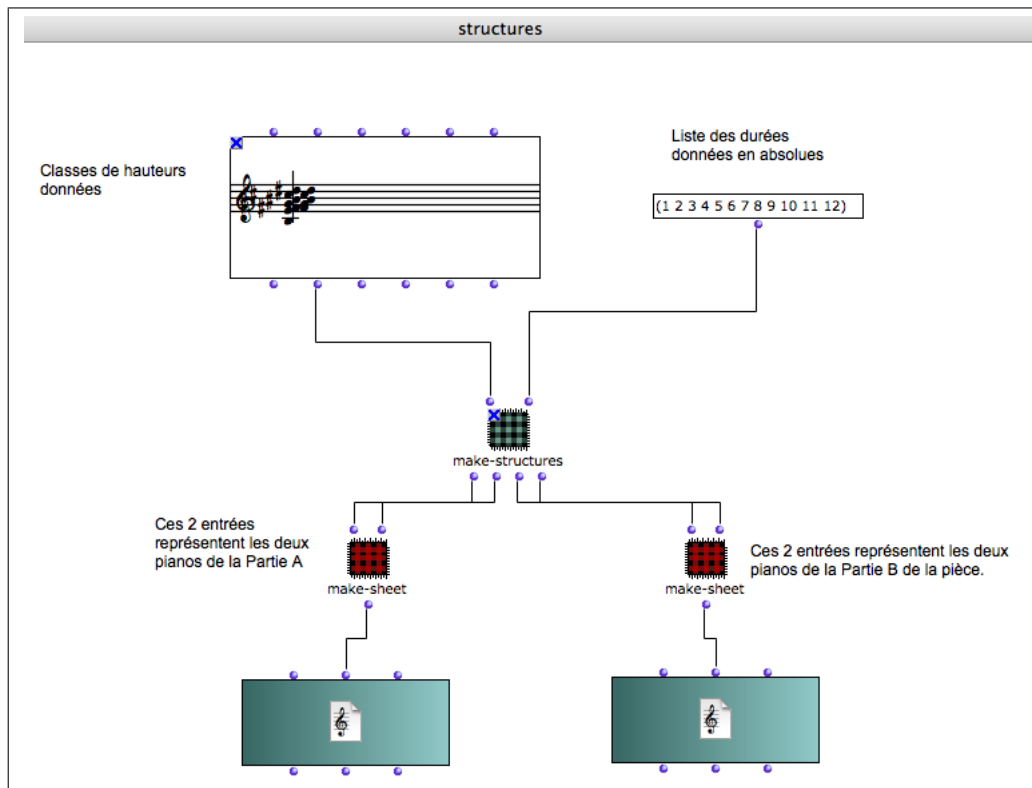 structures
Classes de hauteurs
données
Liste des durées
données en absolues
(1 2 3 4 5 6 7 8 9 10 11 12)
make-structures
Ces 2 entrées
représentent les deux
pianos de la Partie A
make-sheet
make-sheet
Ces 2 entrées représentent les deux
pianos de la Partie B de la pièce.